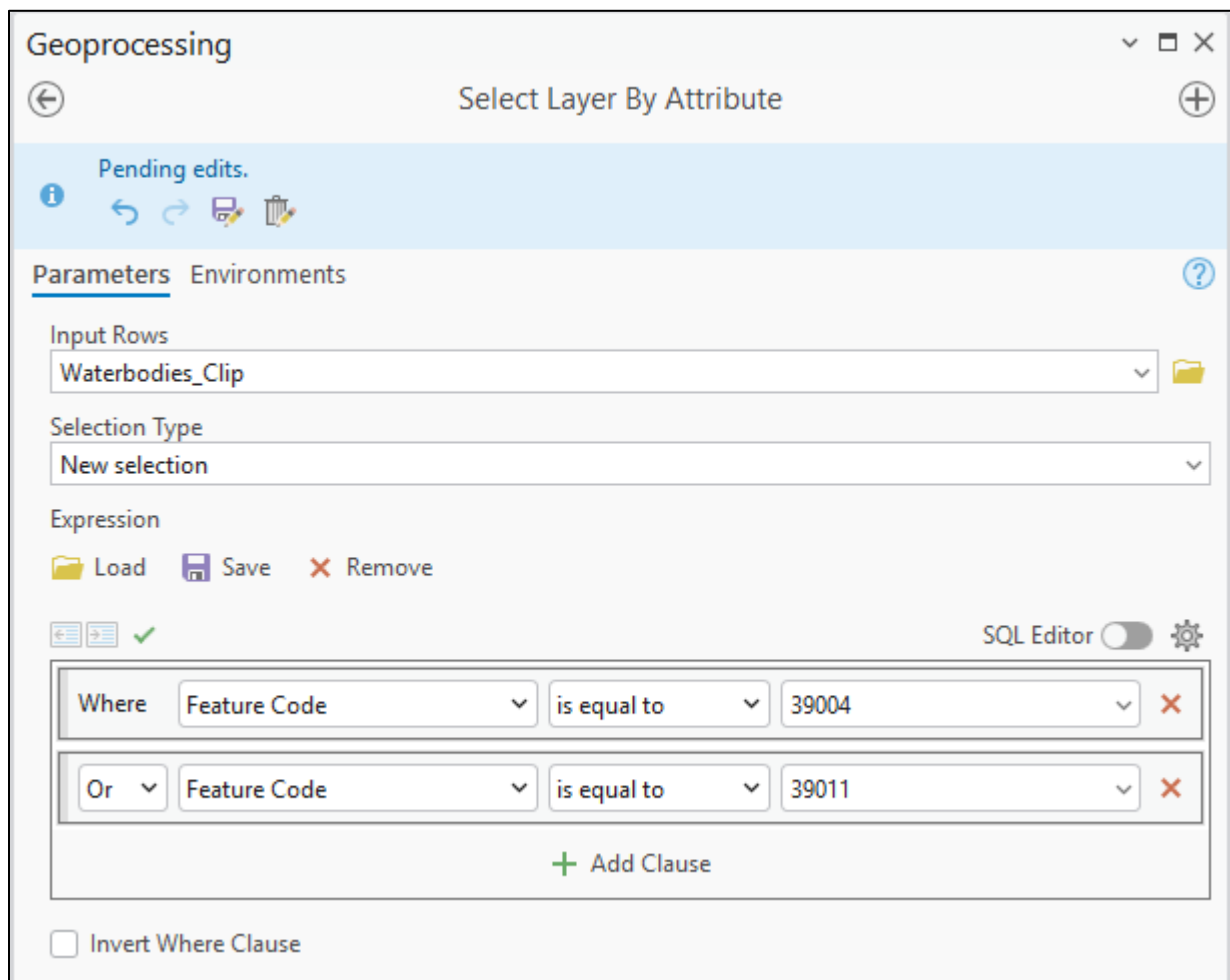 Geoprocessing
Select Layer By Attribute
Pending edits.
Parameters Environments
Input Rows
Waterbodies_Clip
Selection Type
New selection
Expression
Load Save Remove
SQL Editor
Where Feature Code is equal to 39004
Or Feature Code is equal to 39011
Add Clause
Invert Where Clause